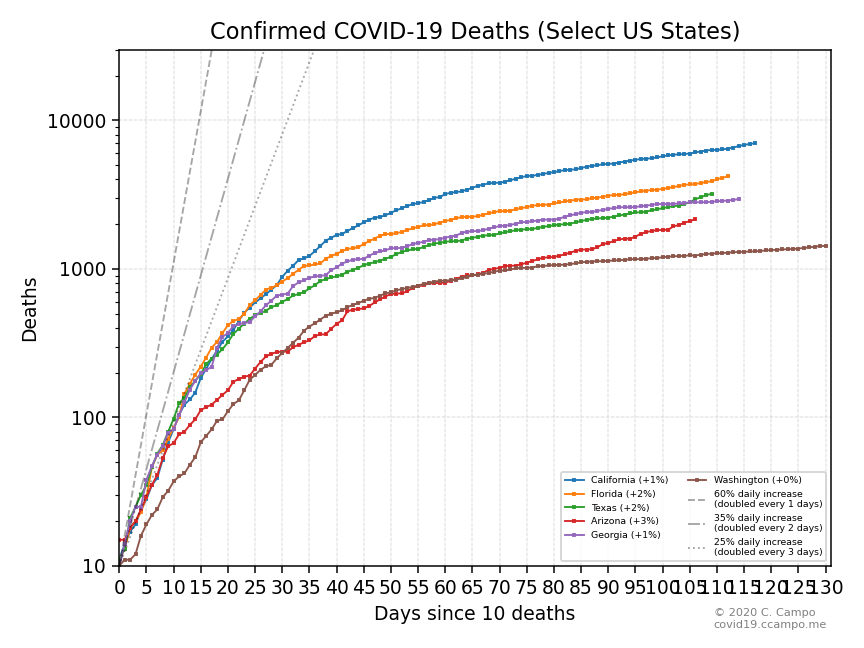 Confirmed COVID-19 Deaths (Select US States)
Deaths
10000
1000
100
10
California (+1%)
Florida (+2%)
Texas (+2%)
Arizona (+3%)
Georgia (+1%)
Washington (+0%)
60% daily increase
(doubled every 1 days)
35% daily increase
(doubled every 2 days)
25% daily increase
(doubled every 3 days)
0 5 10 15 20 25 30 35 40 45 50 55 60 65 70 75 80 85 90 95 100 105 110 115 120 125 130
Days since 10 deaths
© 2020 C. Campo
covid19.ccampo.me